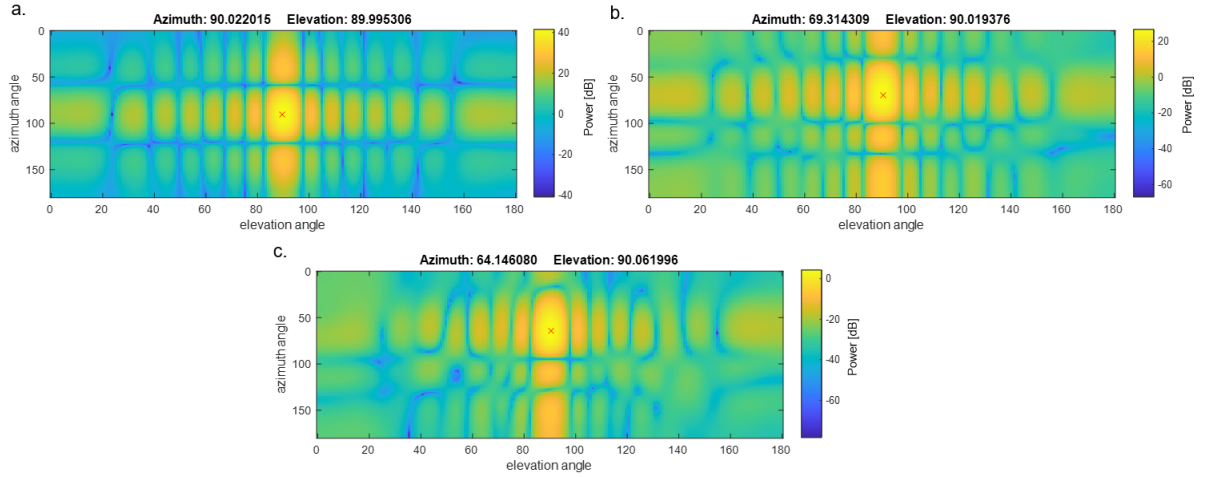 a.
Azimuth: 90.022015 Elevation: 89.995306
0
50
100
150
azimuth angle
0 20 40 60 80 100 120 140 160 180
elevation angle
40
20
0
-20
-40
Power [dB]
b.
Azimuth: 69.314309 Elevation: 90.019376
0
50
100
150
azimuth angle
0 20 40 60 80 100 120 140 160 180
elevation angle
20
0
-20
-40
-60
Power [dB]
c.
Azimuth: 64.146080 Elevation: 90.061996
0
50
100
150
azimuth angle
0 20 40 60 80 100 120 140 160 180
elevation angle
0
-20
-40
-60
Power [dB]